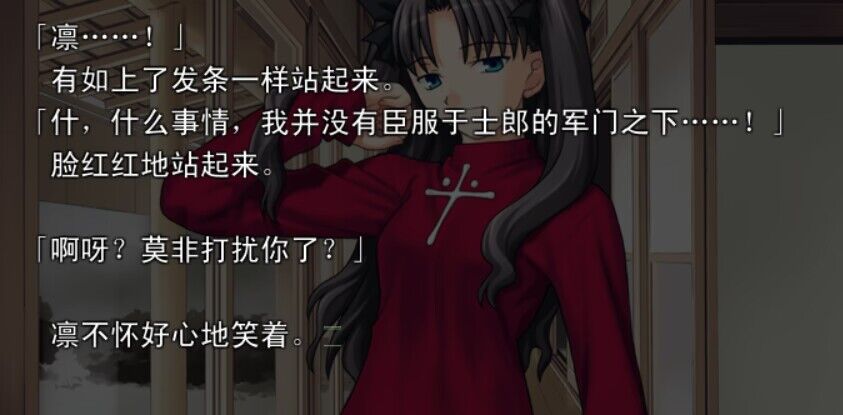 「凛……！」
有如上了发条一样站起来。
「什，什么事情，我并没有臣服于士郎的军门之下……！」
脸红红地站起来。
「啊呀？莫非打扰你了？」
凛不怀好心地笑着。